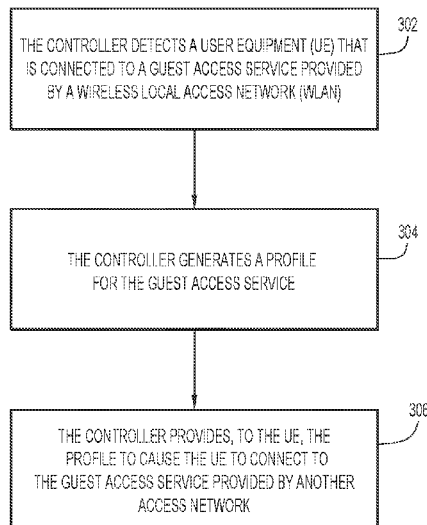 302
THE CONTROLLER DETECTS A USER EQUIPMENT (UE) THAT
IS CONNECTED TO A GUEST ACCESS SERVICE PROVIDED
BY A WIRELESS LOCAL ACCESS NETWORK (WLAN)
304
THE CONTROLLER GENERATES A PROFILE
FOR THE GUEST ACCESS SERVICE
306
THE CONTROLLER PROVIDES, TO THE UE, THE
PROFILE TO CAUSE THE UE TO CONNECT TO
THE GUEST ACCESS SERVICE PROVIDED BY ANOTHER
ACCESS NETWORK